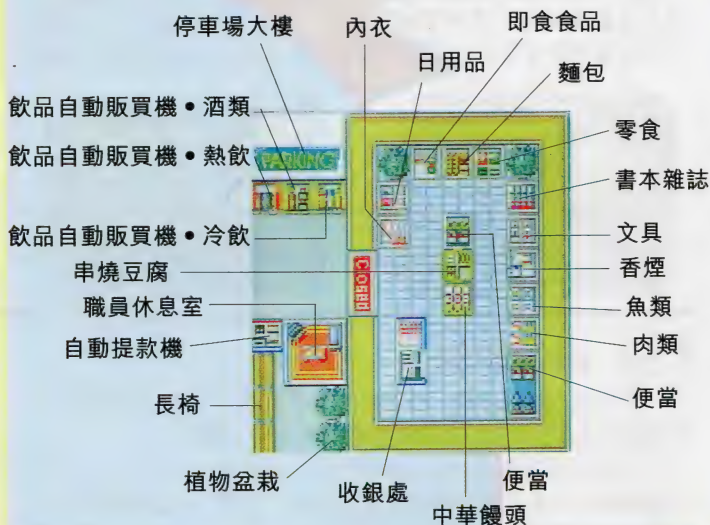 停車場大樓
內衣
即食食品
日用品
麵包
飲品自動販買機•酒類
零食
飲品自動販買機•熱飲
PARKING
書本雜誌
飲品自動販買機•冷飲
文具
串燒豆腐
CLOSED
香煙
職員休息室
魚類
自動提款機
肉類
長椅
便當
植物盆栽
收銀處
便當
中華饅頭